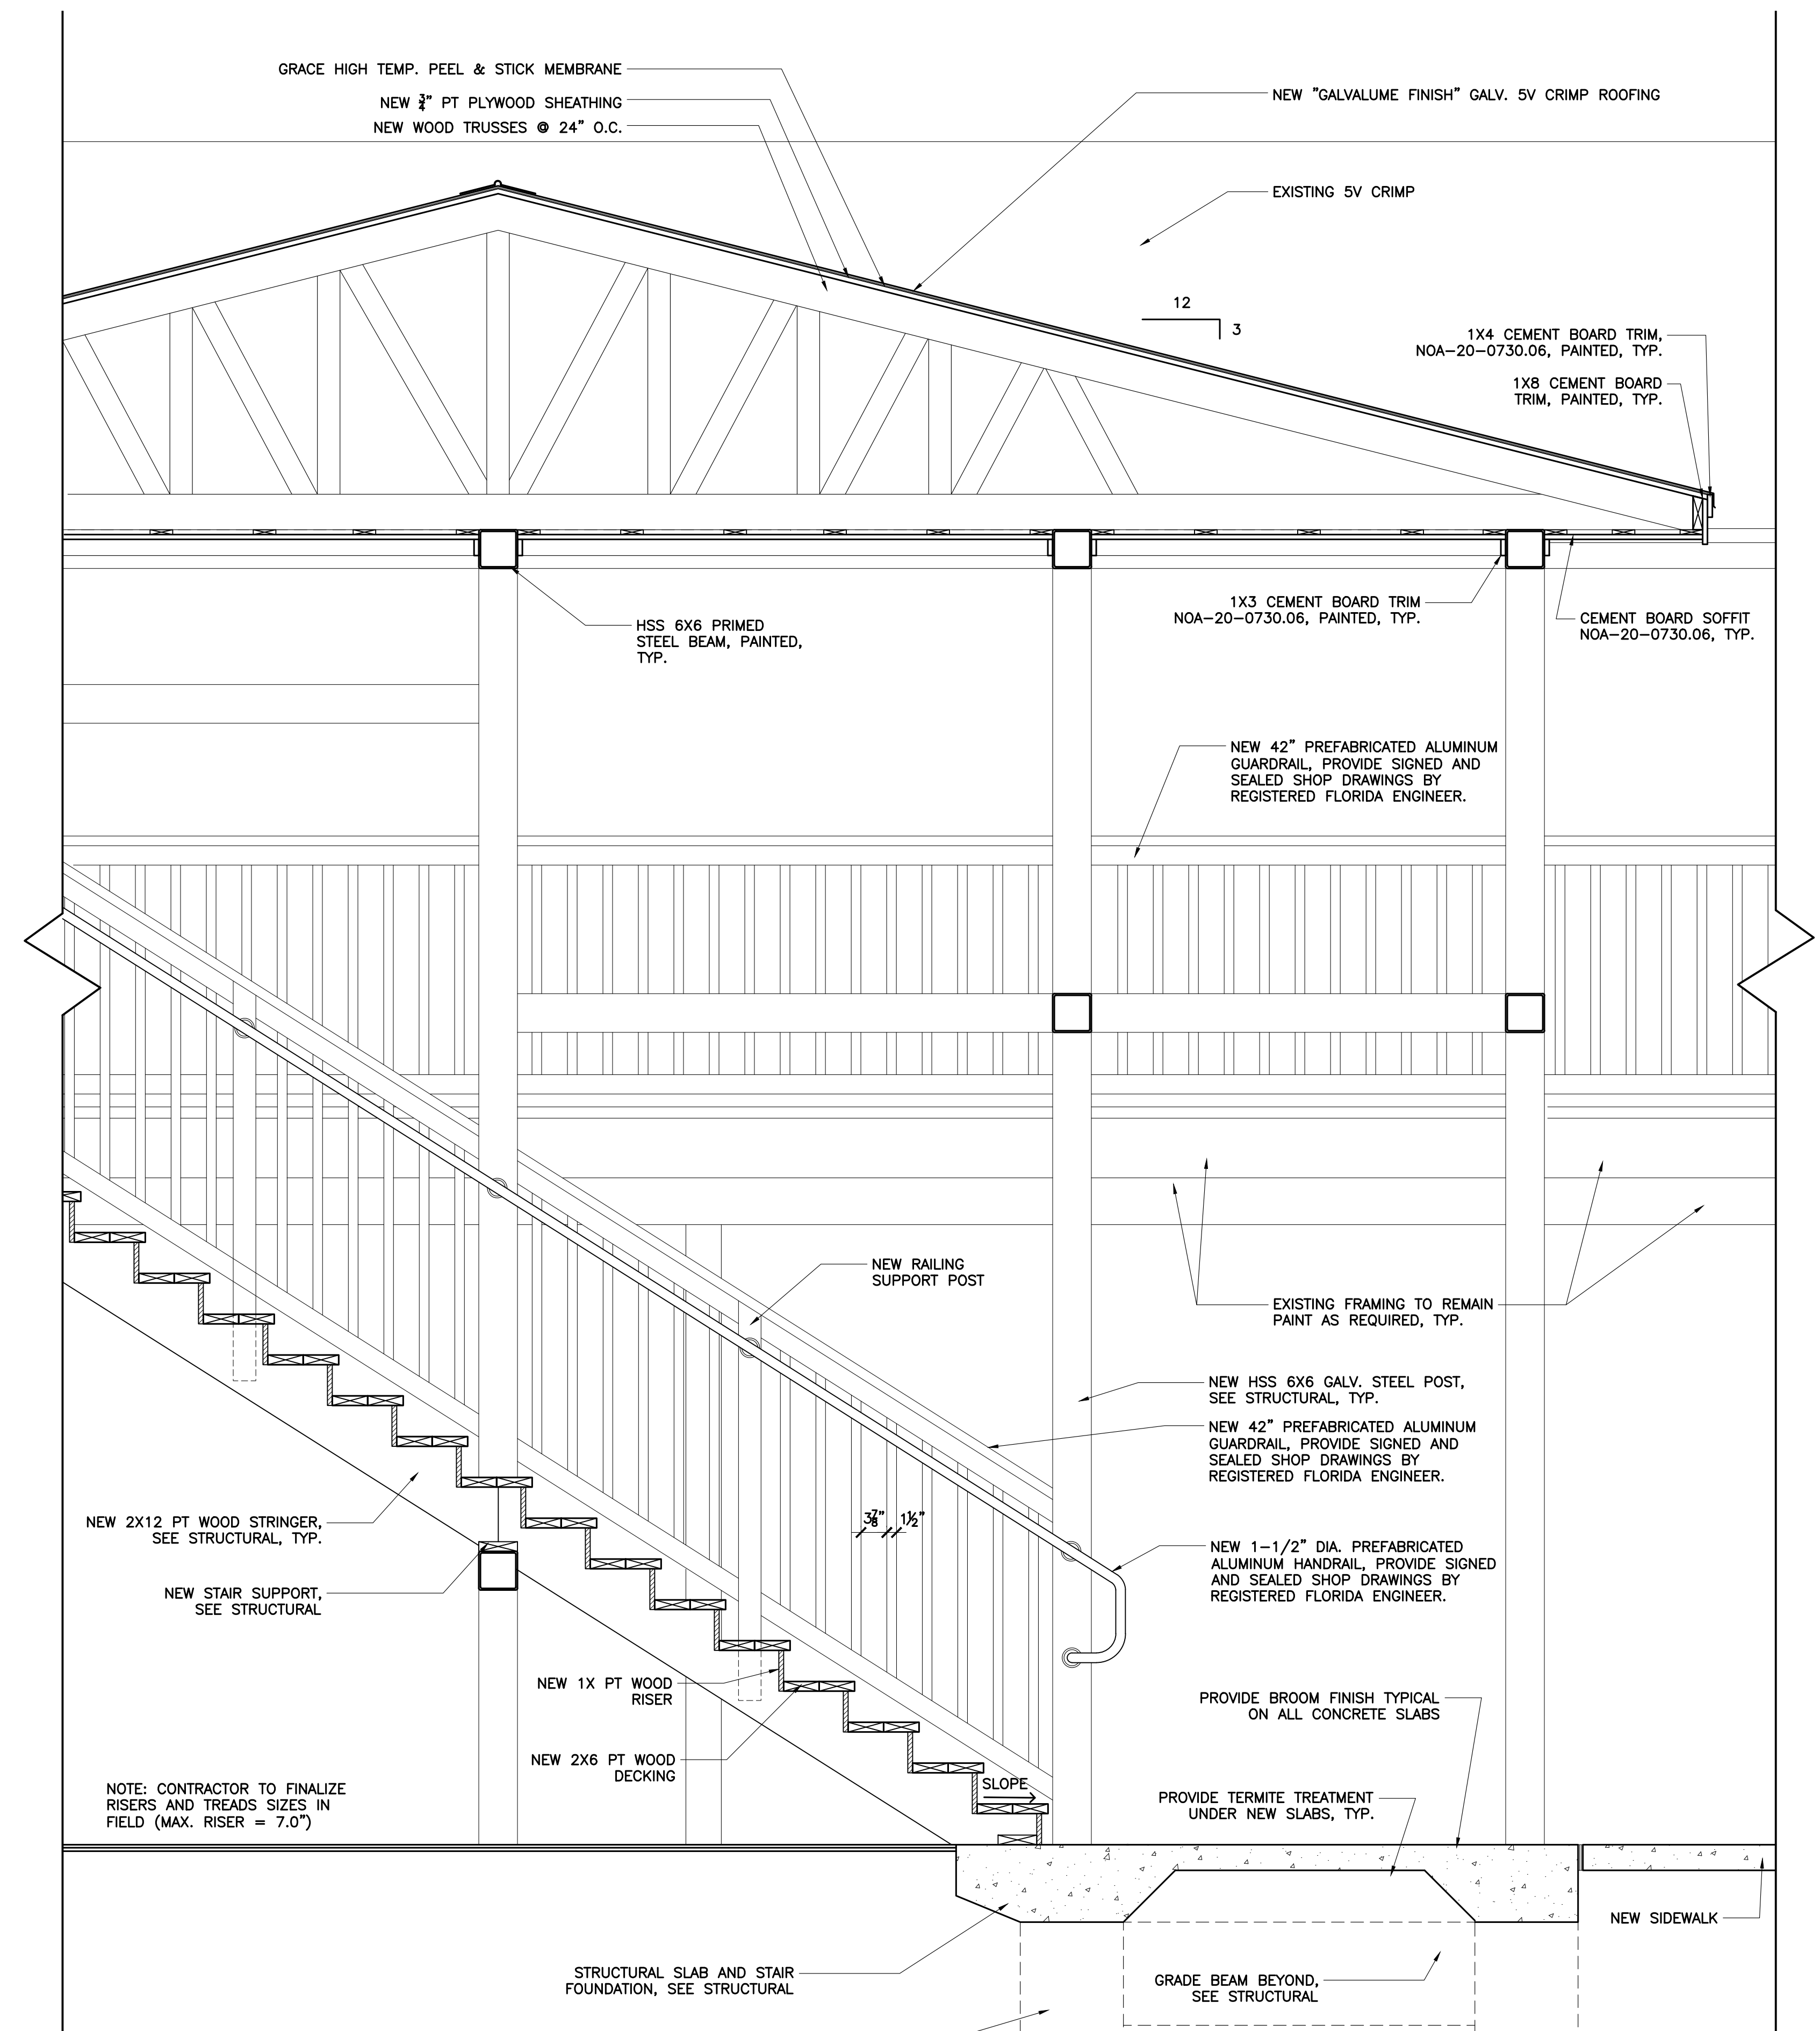 GRACE HIGH TEMP. PEEL & STICK MEMBRANE
NEW 3/4" PT PLYWOOD SHEATHING
NEW WOOD TRUSSES @ 24" O.C.
NEW "GALVALUME FINISH" GALV. 5V CRIMP ROOFING
EXISTING 5V CRIMP
12
3
1X4 CEMENT BOARD TRIM,
NOA-20-0730.06, PAINTED, TYP.
1X8 CEMENT BOARD
TRIM, PAINTED, TYP.
HSS 6X6 PRIMED
STEEL BEAM, PAINTED,
TYP.
1X3 CEMENT BOARD TRIM
NOA-20-0730.06, PAINTED, TYP.
CEMENT BOARD SOFFIT
NOA-20-0730.06, TYP.
NEW 42" PREFABRICATED ALUMINUM
GUARDRAIL, PROVIDE SIGNED AND
SEALED SHOP DRAWINGS BY
REGISTERED FLORIDA ENGINEER.
NEW RAILING
SUPPORT POST
EXISTING FRAMING TO REMAIN
PAINT AS REQUIRED, TYP.
NEW HSS 6X6 GALV. STEEL POST,
SEE STRUCTURAL, TYP.
NEW 42" PREFABRICATED ALUMINUM
GUARDRAIL, PROVIDE SIGNED AND
SEALED SHOP DRAWINGS BY
REGISTERED FLORIDA ENGINEER.
3 7/8"
1 1/2"
NEW 2X12 PT WOOD STRINGER,
SEE STRUCTURAL, TYP.
NEW 1-1/2" DIA. PREFABRICATED
ALUMINUM HANDRAIL, PROVIDE SIGNED
AND SEALED SHOP DRAWINGS BY
REGISTERED FLORIDA ENGINEER.
NEW STAIR SUPPORT,
SEE STRUCTURAL
NEW 1X PT WOOD
RISER
PROVIDE BROOM FINISH TYPICAL
ON ALL CONCRETE SLABS
NEW 2X6 PT WOOD
DECKING
SLOPE
NOTE: CONTRACTOR TO FINALIZE
RISERS AND TREADS SIZES IN
FIELD (MAX. RISER = 7.0")
PROVIDE TERMITE TREATMENT
UNDER NEW SLABS, TYP.
NEW SIDEWALK
STRUCTURAL SLAB AND STAIR
FOUNDATION, SEE STRUCTURAL
GRADE BEAM BEYOND,
SEE STRUCTURAL